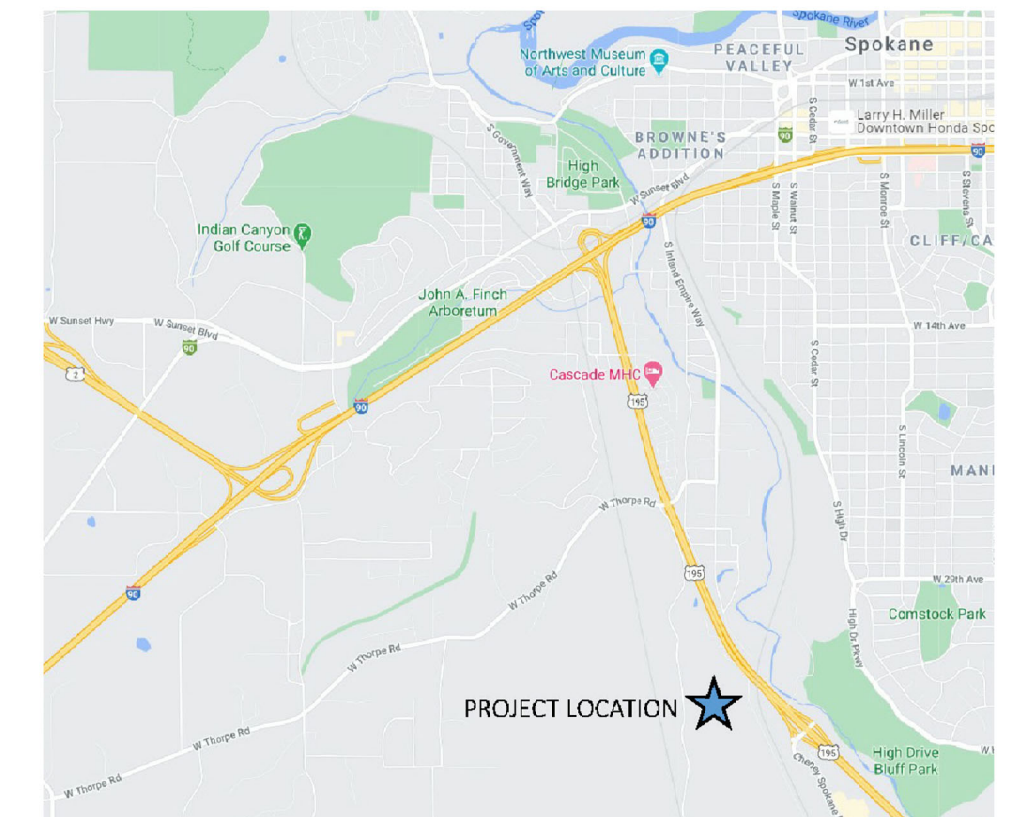 Spokane River
Spokane
PEACEFUL
VALLEY
Northwest Museum
of Arts and Culture
W 1st Ave
S Cedar St
Larry H. Miller
Downtown Honda Spo
90
BROWNE'S
ADDITION
S Government Way
High
Bridge Park
W Sunset Blvd
90
90
S Maple St
S Walnut St
S Monroe St
S Stevens St
Indian Canyon
Golf Course
CLIFF/CA
S Inland Empire Way
John A. Finch
Arboretum
W Sunset Hwy
W Sunset Blvd
90
W 14th Ave
2
S Cedar St
Cascade MHC
195
90
S Lincoln St
MANI
W Thorpe Rd
S High Dr
195
90
W Thorpe Rd
W 29th Ave
High Dr Pkwy
Comstock Park
W Thorpe Rd
PROJECT LOCATION
W Thorpe Rd
195
High Drive
Bluff Park
Cheney Spokane
W Thorpe Rd